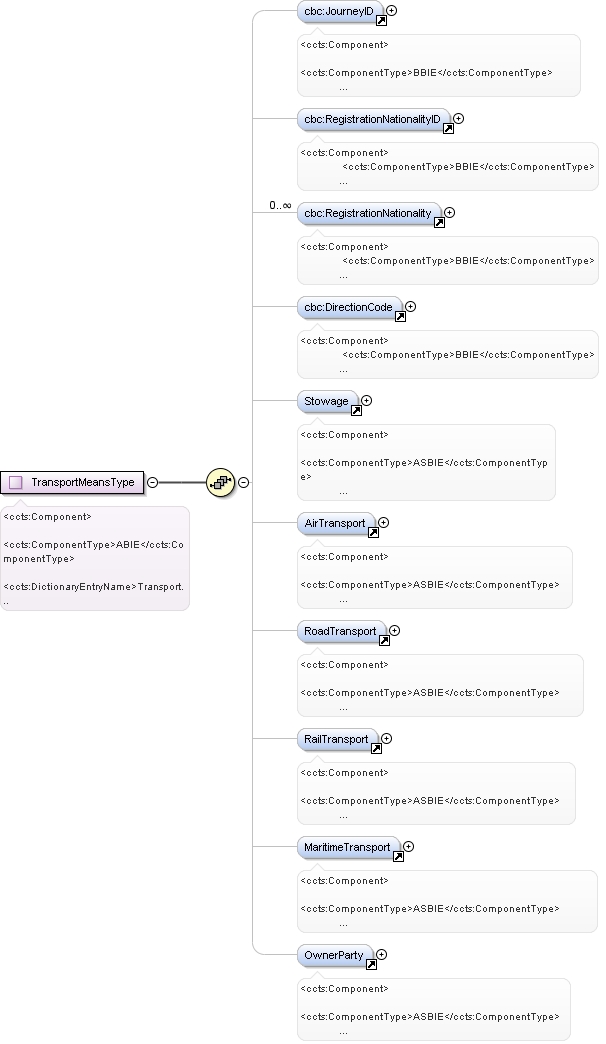 cbc:JourneyID
<ccts:Component>
<ccts:ComponentType>BBIE</ccts:ComponentType>
...
cbc:RegistrationNationalityID
<ccts:Component>
<ccts:ComponentType>BBIE</ccts:ComponentType>
...
0..∞
cbc:RegistrationNationality
<ccts:Component>
<ccts:ComponentType>BBIE</ccts:ComponentType>
...
cbc:DirectionCode
<ccts:Component>
<ccts:ComponentType>BBIE</ccts:ComponentType>
...
Stowage
<ccts:Component>
<ccts:ComponentType>ASBIE</ccts:ComponentTyp
e>
...
TransportMeansType
<ccts:Component>
<ccts:ComponentType>ABIE</ccts:Co
mponentType>
<ccts:DictionaryEntryName>Transport.
..
AirTransport
<ccts:Component>
<ccts:ComponentType>ASBIE</ccts:ComponentType>
...
RoadTransport
<ccts:Component>
<ccts:ComponentType>ASBIE</ccts:ComponentType>
...
RailTransport
<ccts:Component>
<ccts:ComponentType>ASBIE</ccts:ComponentType>
...
MaritimeTransport
<ccts:Component>
<ccts:ComponentType>ASBIE</ccts:ComponentType>
...
OwnerParty
<ccts:Component>
<ccts:ComponentType>ASBIE</ccts:ComponentType>
...